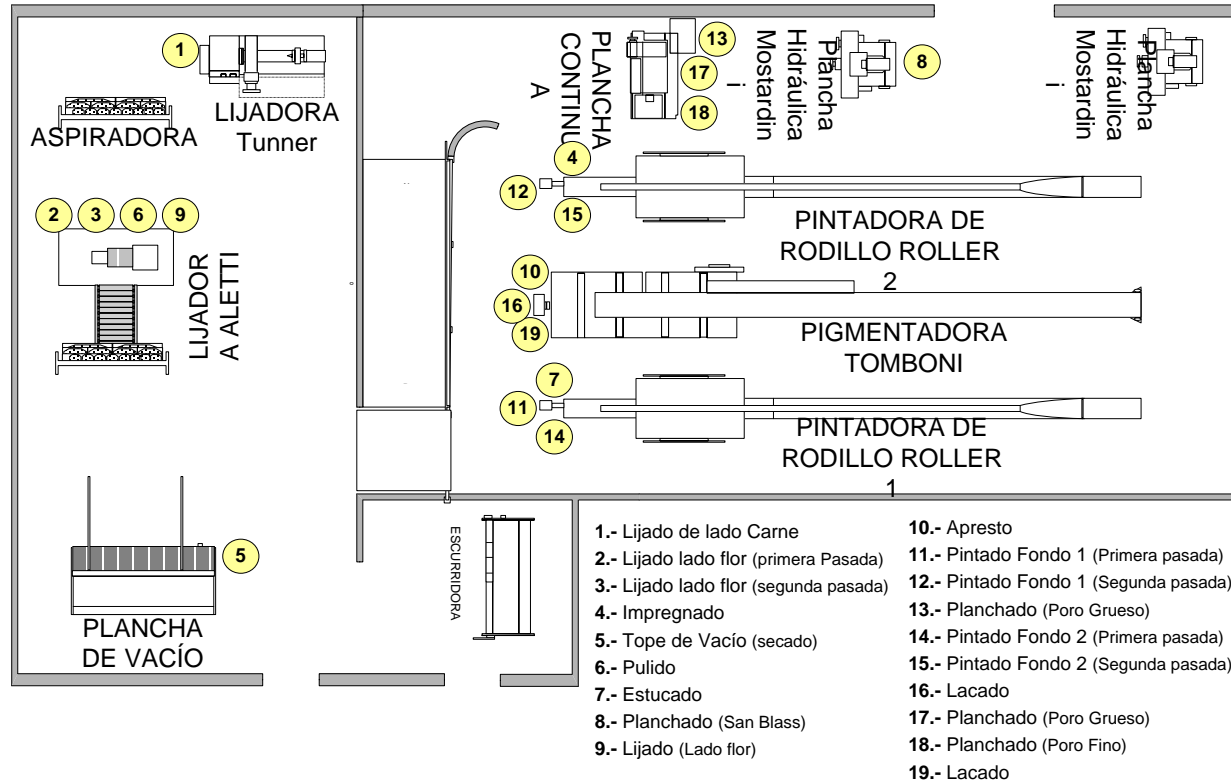 1
ASPIRADORA
LIJADORA
Tunner
2
3
6
9
LIJADOR
A ALETTI
5
PLANCHA
DE VACÍO
PLANCHA
CONTINU
A
13
17
18
Plancha
Hidráulica
Mostardin
i
8
Plancha
Hidráulica
Mostardin
i
4
12
15
PINTADORA DE
RODILLO ROLLER
2
10
16
19
PIGMENTADORA
TOMBONI
7
11
14
PINTADORA DE
RODILLO ROLLER
1
ESCURRIDORA
1.- Lijado de lado Carne
2.- Lijado lado flor (primera Pasada)
3.- Lijado lado flor (segunda pasada)
4.- Impregnado
5.- Tope de Vacío (secado)
6.- Pulido
7.- Estucado
8.- Planchado (San Blass)
9.- Lijado (Lado flor)
10.- Apresto
11.- Pintado Fondo 1 (Primera pasada)
12.- Pintado Fondo 1 (Segunda pasada)
13.- Planchado (Poro Grueso)
14.- Pintado Fondo 2 (Primera pasada)
15.- Pintado Fondo 2 (Segunda pasada)
16.- Lacado
17.- Planchado (Poro Grueso)
18.- Planchado (Poro Fino)
19.- Lacado